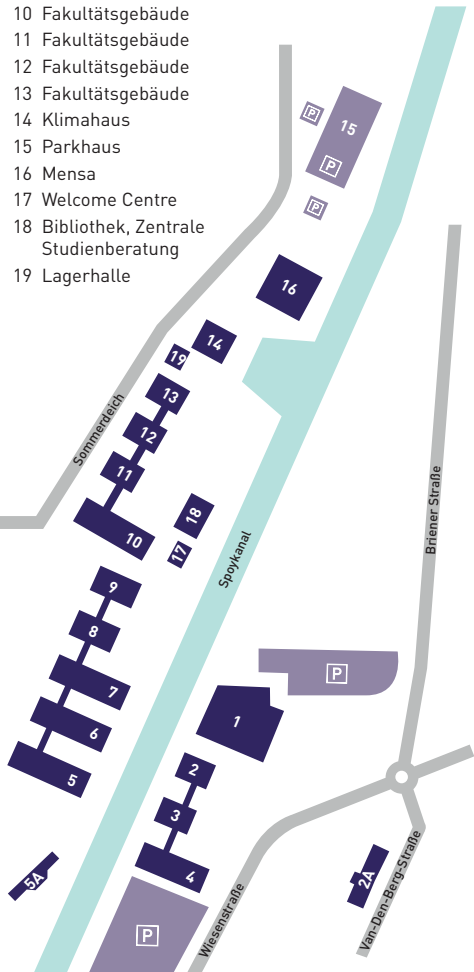 10 Fakultätsgebäude
11 Fakultätsgebäude
12 Fakultätsgebäude
13 Fakultätsgebäude
14 Klimahaus
15 Parkhaus
16 Mensa
17 Welcome Centre
18 Bibliothek, Zentrale
Studienberatung
19 Lagerhalle
P
15
P
P
16
14
19
13
12
11
10
18
17
9
8
7
6
5
5A
Sommerdeich
Spoykanal
Briener Straße
P
1
2
3
4
P
2A
Wiesenstraße
Van-Den-Berg-Straße